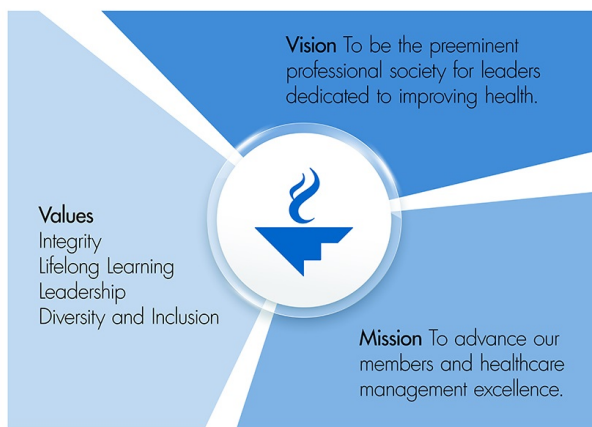 Vision To be the preeminent
professional society for leaders
dedicated to improving health.
Values
Integrity
Lifelong Learning
Leadership
Diversity and Inclusion
Mission To advance our
members and healthcare
management excellence.